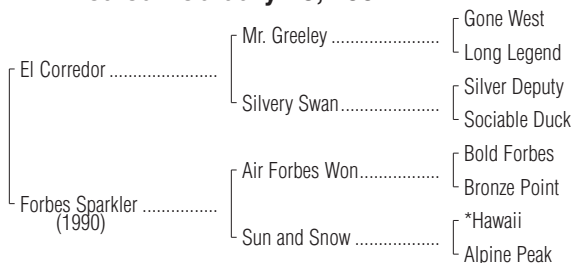 Gone West
Mr. Greeley ........................
Long Legend
El Corredor .......................
Silver Deputy
Silvery Swan......................
Sociable Duck
Bold Forbes
Air Forbes Won.................
Bronze Point
Forbes Sparkler ................
(1990)
*Hawaii
Sun and Snow ..................
Alpine Peak